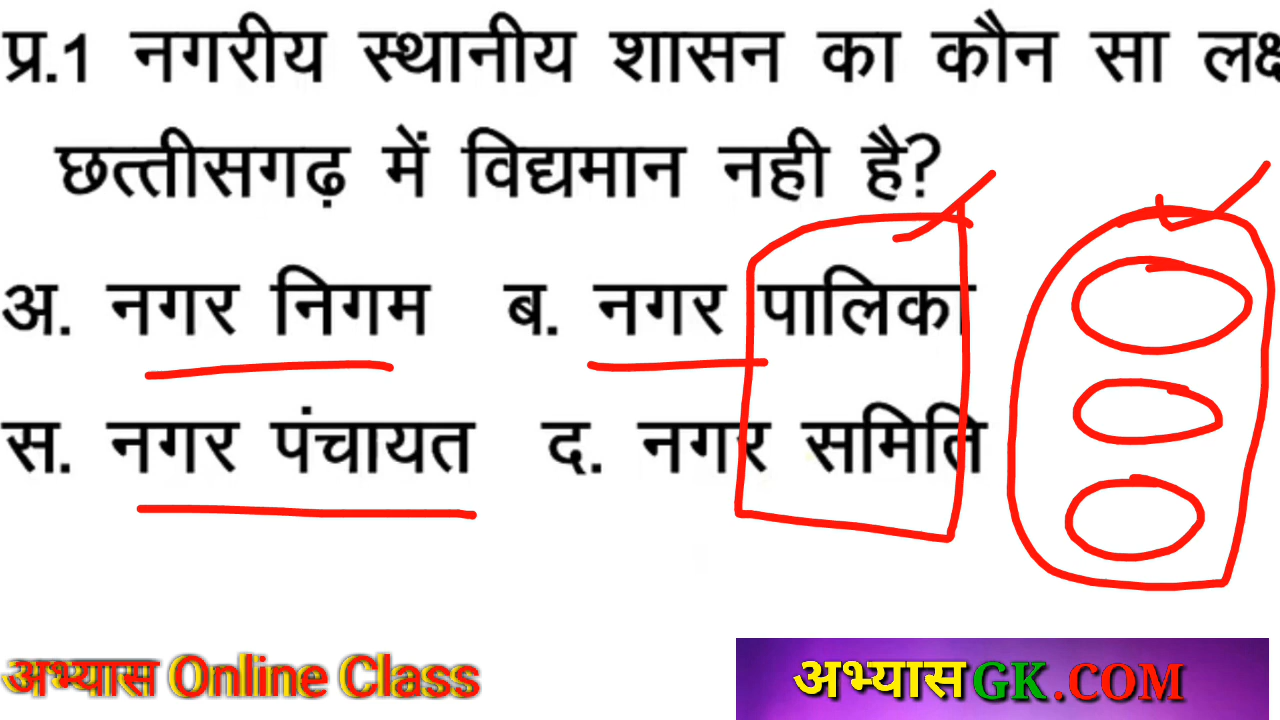 प्र.1 नगरीय स्थानीय शासन का कौन सा
छत्तीसगढ़ में विद्यमान नही है?
अ. नगर निगम ब. नगर पालिका
स. नगर पंचायत द. नगर समिति
अभ्यास Online Class
अभ्यासGK.COM